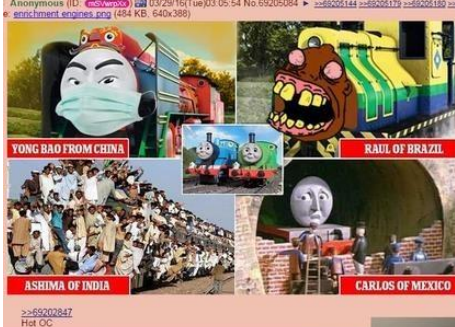 Anonymous (ID: m5VwrpXx) 03/29/16(Tue)03:05:54 No.69205084 ▶ >>69205144 >>69205179 >>69205180
e: enrichment engines.png (484 KB, 640x388)
YONG BAO FROM CHINA
RAUL OF BRAZIL
ASHIMA OF INDIA
CARLOS OF MEXICO
>>69202847
Hot OC